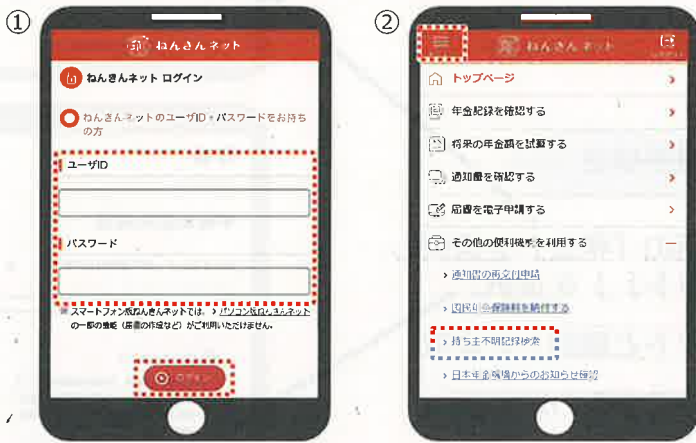 ①
ねんきんネット
ねんきんネット ログイン
ねんきんネットのユーザID・パスワードをお持ち
の方
ユーザID
パスワード
※ スマートフォン版ねんきんネットでは、 > パソコン版ねんきんネット
の一部の機能（届書の作成など）がご利用いただけません。
ログイン
②
ねんきんネット
トップページ
年金記録を確認する
将来の年金額を試算する
通知書を確認する
届書を電子申請する
その他の便利機能を利用する
> 通知書の再交付申請
> 国民年金保険料を納付する
> 持ち主不明記録検索
> 日本年金機構からのお知らせ確認